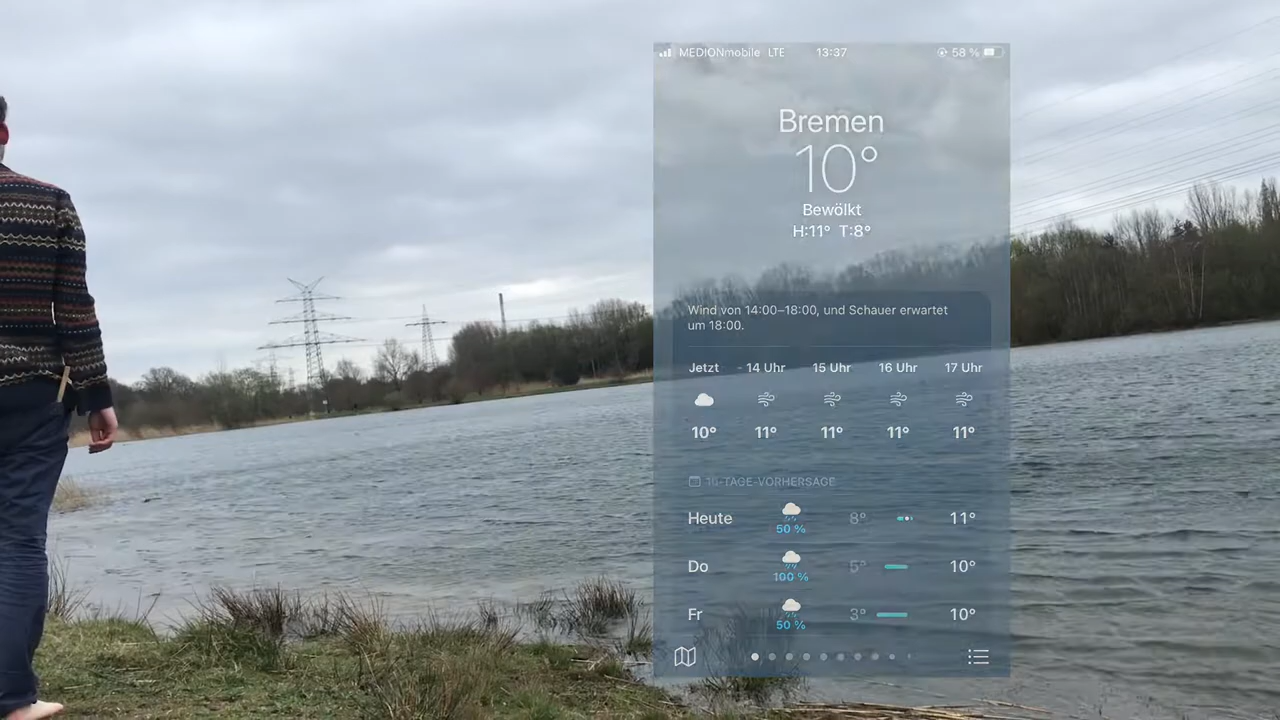 MEDIONmobile LTE 13:37 58 %
Bremen
10°
Bewölkt
H:11° T:8°
Wind von 14:00–18:00, und Schauer erwartet
um 18:00.
Jetzt 14 Uhr 15 Uhr 16 Uhr 17 Uhr
10° 11° 11° 11° 11°
10-TAGE-VORHERSAGE
Heute 50 % 8° 11°
Do 100 % 5° 10°
Fr 50 % 3° 10°